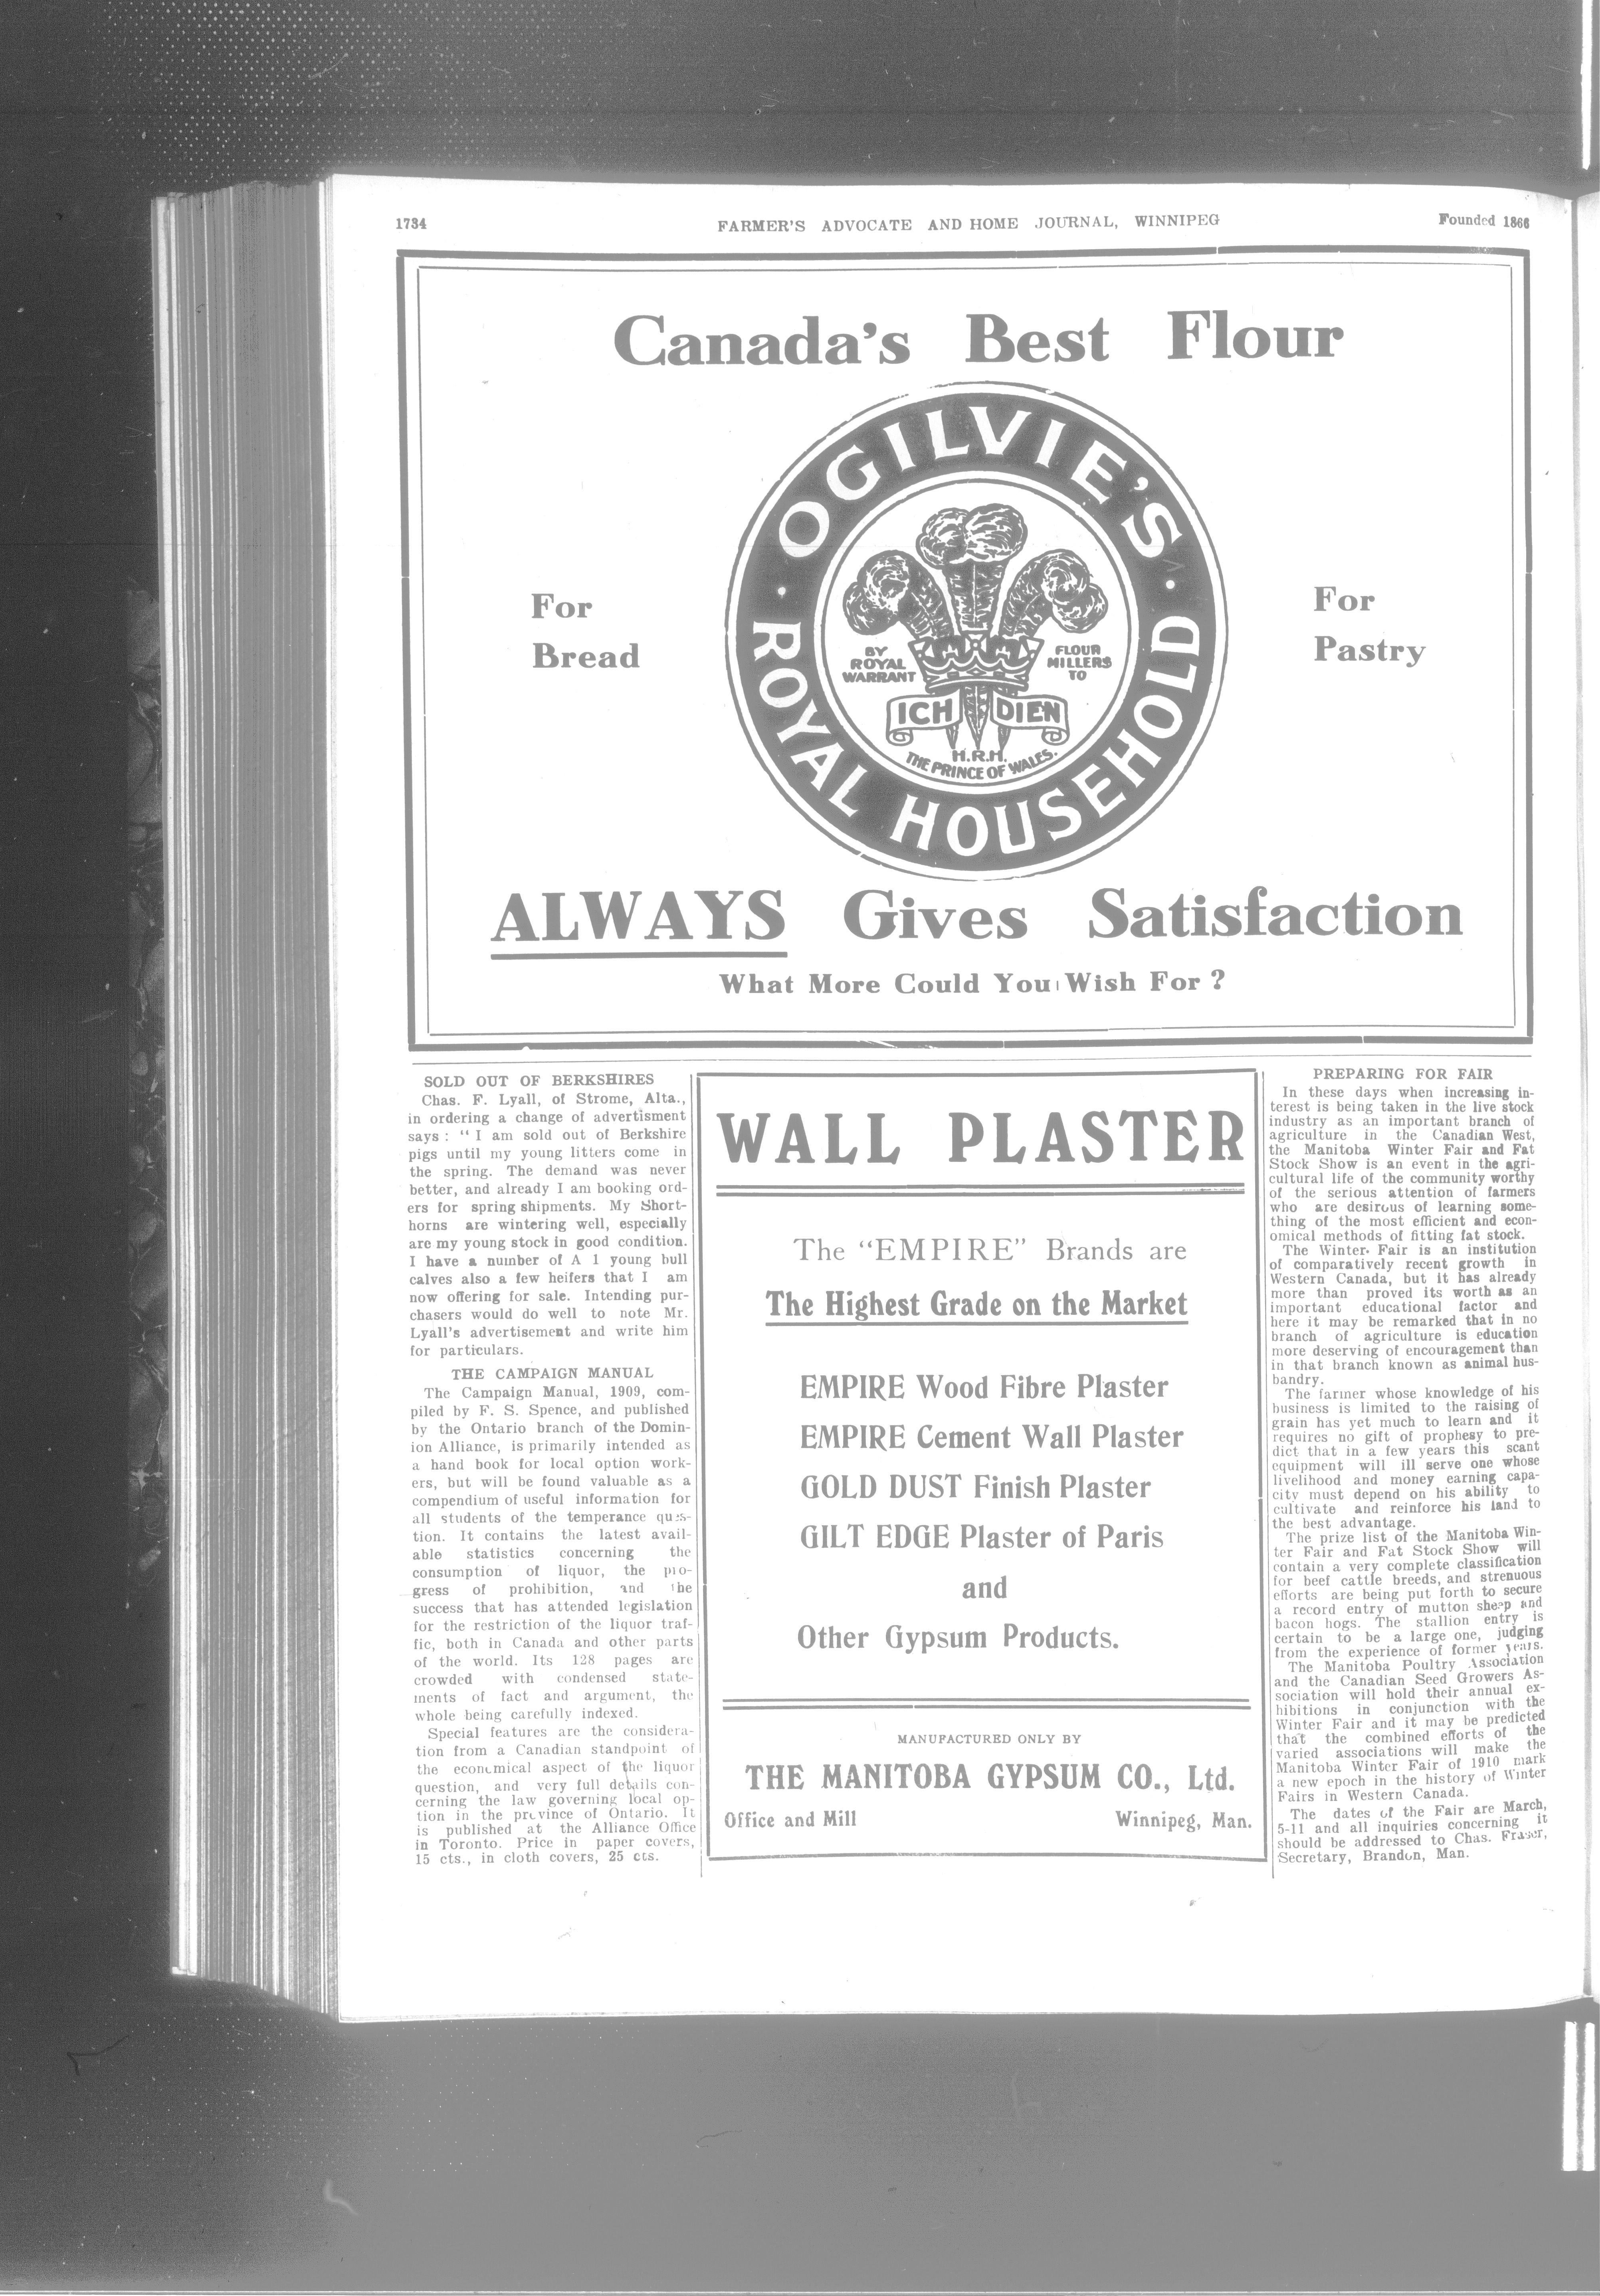 1734
FARMER'S ADVOCATE AND HOME JOURNAL, WINNIPEG
Founded 1866
Canada's Best Flour
OGILVIE'S
ROYAL HOUSEHOLD
BY
ROYAL
WARRANT
FLOUR
MILLERS
TO
ICH DIEN
H.R.H.
THE PRINCE OF WALES.
For
Bread
For
Pastry
ALWAYS Gives Satisfaction
What More Could You Wish For?
SOLD OUT OF BERKSHIRES
Chas. F. Lyall, of Strome, Alta.,
in ordering a change of advertisment
says: "I am sold out of Berkshire
pigs until my young litters come in
the spring. The demand was never
better, and already I am booking ord-
ers for spring shipments. My Short-
horns are wintering well, especially
are my young stock in good condition.
I have a number of A 1 young bull
calves also a few heifers that I am
now offering for sale. Intending pur-
chasers would do well to note Mr.
Lyall's advertisement and write him
for particulars.
THE CAMPAIGN MANUAL
The Campaign Manual, 1909, com-
piled by F. S. Spence, and published
by the Ontario branch of the Domin-
ion Alliance, is primarily intended as
a hand book for local option work-
ers, but will be found valuable as a
compendium of useful information for
all students of the temperance ques-
tion. It contains the latest avail-
able statistics concerning the
consumption of liquor, the pro-
gress of prohibition, and the
success that has attended legislation
for the restriction of the liquor traf-
fic, both in Canada and other parts
of the world. Its 128 pages are
crowded with condensed state-
ments of fact and argument, the
whole being carefully indexed.
Special features are the considera-
tion from a Canadian standpoint of
the economical aspect of the liquor
question, and very full details con-
cerning the law governing local op-
tion in the province of Ontario. It
is published at the Alliance Office
in Toronto. Price in paper covers,
15 cts., in cloth covers, 25 cts.
WALL PLASTER
The "EMPIRE" Brands are
The Highest Grade on the Market
EMPIRE Wood Fibre Plaster
EMPIRE Cement Wall Plaster
GOLD DUST Finish Plaster
GILT EDGE Plaster of Paris
and
Other Gypsum Products.
MANUFACTURED ONLY BY
THE MANITOBA GYPSUM CO., Ltd.
Office and Mill Winnipeg, Man.
PREPARING FOR FAIR
In these days when increasing in-
terest is being taken in the live stock
industry as an important branch of
agriculture in the Canadian West,
the Manitoba Winter Fair and Fat
Stock Show is an event in the agri-
cultural life of the community worthy
of the serious attention of farmers
who are desirous of learning some-
thing of the most efficient and econ-
omical methods of fitting fat stock.
The Winter Fair is an institution
of comparatively recent growth in
Western Canada, but it has already
more than proved its worth as an
important educational factor and
here it may be remarked that in no
branch of agriculture is education
more deserving of encouragement than
in that branch known as animal hus-
bandry.
The farmer whose knowledge of his
business is limited to the raising of
grain has yet much to learn and it
requires no gift of prophesy to pre-
dict that in a few years this scant
equipment will ill serve one whose
livelihood and money earning capa-
city must depend on his ability to
cultivate and reinforce his land to
the best advantage.
The prize list of the Manitoba Win-
ter Fair and Fat Stock Show will
contain a very complete classification
for beef cattle breeds, and strenuous
efforts are being put forth to secure
a record entry of mutton sheep and
bacon hogs. The stallion entry is
certain to be a large one, judging
from the experience of former years.
The Manitoba Poultry Association
and the Canadian Seed Growers As-
sociation will hold their annual ex-
hibitions in conjunction with the
Winter Fair and it may be predicted
that the combined efforts of the
varied associations will make the
Manitoba Winter Fair of 1910 mark
a new epoch in the history of Winter
Fairs in Western Canada.
The dates of the Fair are March,
5-11 and all inquiries concerning it
should be addressed to Chas. Fraser,
Secretary, Brandon, Man.